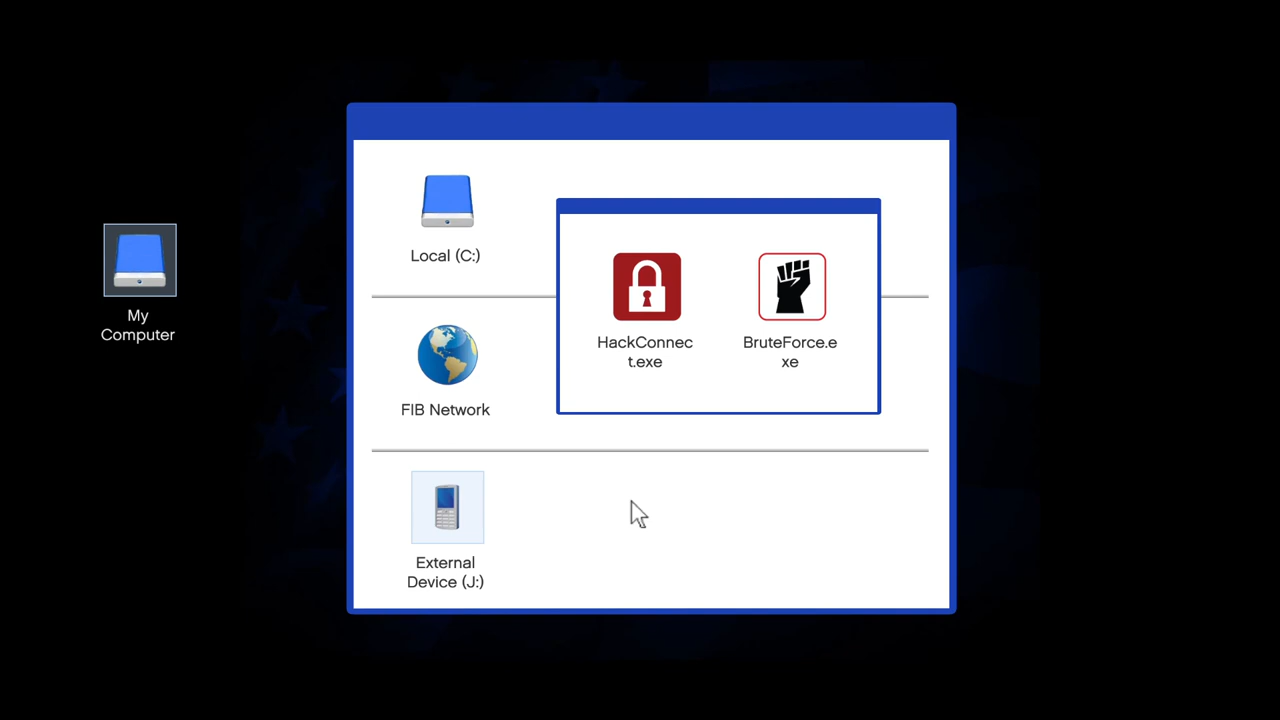 My
Computer
Local (C:)
HackConnec
t.exe
BruteForce.e
xe
FIB Network
External
Device (J:)